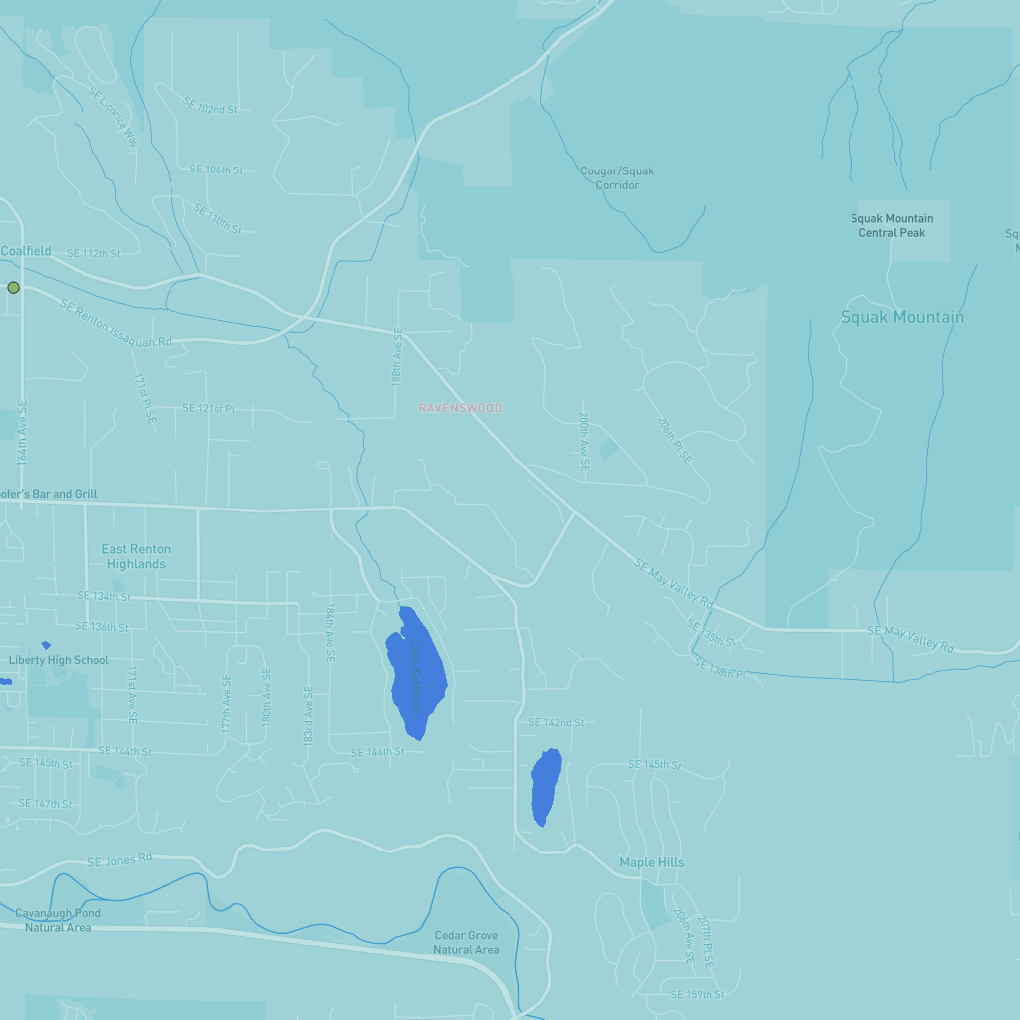 SE Licorice Way
SE 102nd St
SE 106th St
Cougar/Squak
Corridor
SE 110th St
Squak Mountain
Central Peak
Coalfield
SE 112th St
SE Renton Issaquah Rd
Squak Mountain
188th Ave SE
171st Pl SE
SE 121st Pl
RAVENSWOOD
164th Ave SE
200th Ave SE
206th Pl SE
ofer's Bar and Grill
East Renton
Highlands
SE May Valley Rd
SE 134th St
SE 136th St
184th Ave SE
SE 135th St
SE May Valley Rd
Liberty High School
SE 138th Pl
Lake Kathleen
171st Ave SE
177th Ave SE
180th Ave SE
183rd Ave SE
SE 142nd St
SE 144th St
SE 144th St
SE 145th St
SE 145th St
SE 147th St
SE Jones Rd
Maple Hills
Cavanaugh Pond
Natural Area
Cedar Grove
Natural Area
206th Ave SE
207th Pl SE
SE 159th St